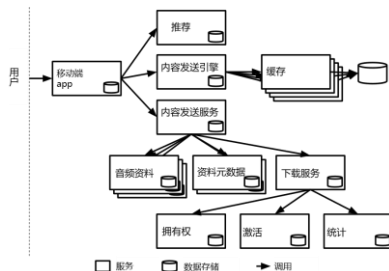 推荐
用户
移动端
app
内容发送引擎
缓存
内容发送服务
音频资料
资料元数据
下载服务
拥有权
激活
统计
服务
数据存储
调用